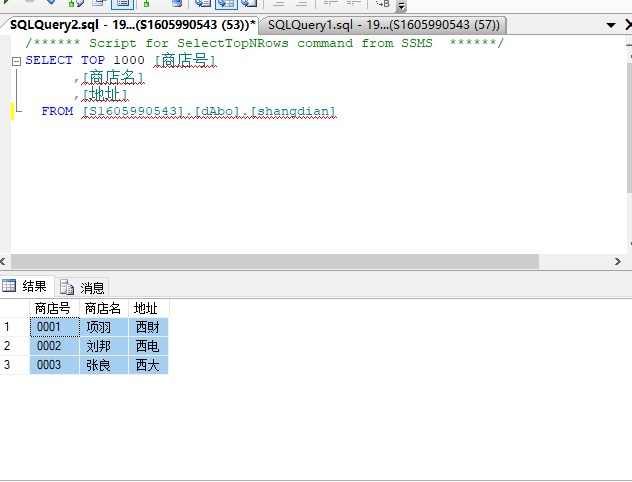 SQLQuery2.sql - 19...(S1605990543 (53))* SQLQuery1.sql - 19...(S1605990543 (57))
/****** Script for SelectTopNRows command from SSMS  ******/
SELECT TOP 1000 [商店号]
,[商店名]
,[地址]
FROM [S1605990543].[dAbo].[shangdian]
结果 消息
商店号 商店名 地址
1 0001 项羽 西财
2 0002 刘邦 西电
3 0003 张良 西大